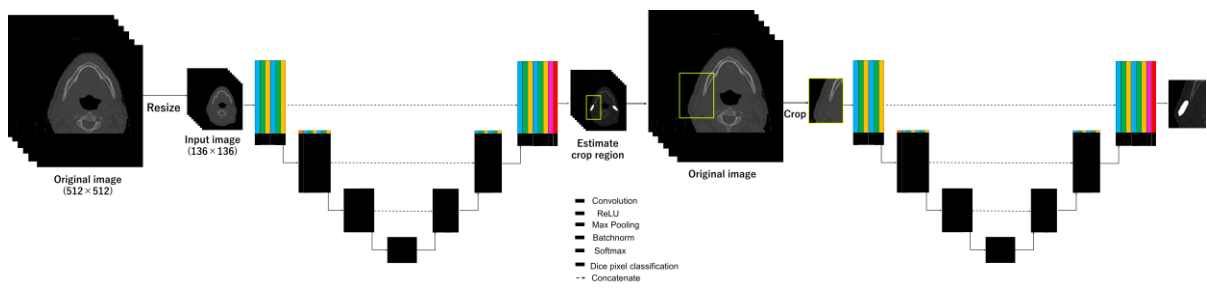 Original image
(512×512)
Resize
Input image
(136×136)
Estimate
crop region
Original image
Crop
Convolution
ReLU
Max Pooling
Batchnorm
Softmax
Dice pixel classification
Concatenate